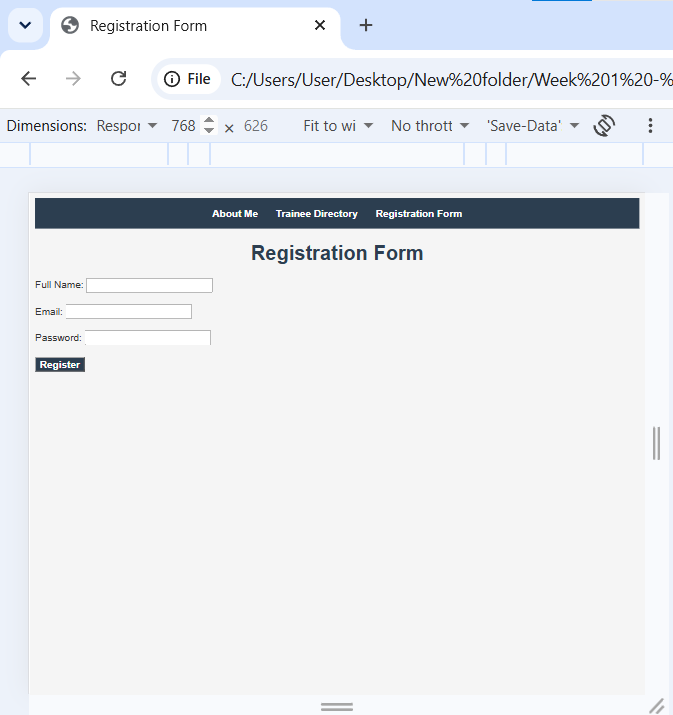 Registration Form
File C:/Users/User/Desktop/New%20folder/Week%201%20-%
Dimensions: Respor 768 × 626 Fit to wi No thrott 'Save-Data'
About Me Trainee Directory Registration Form
Registration Form
Full Name:
Email:
Password:
Register